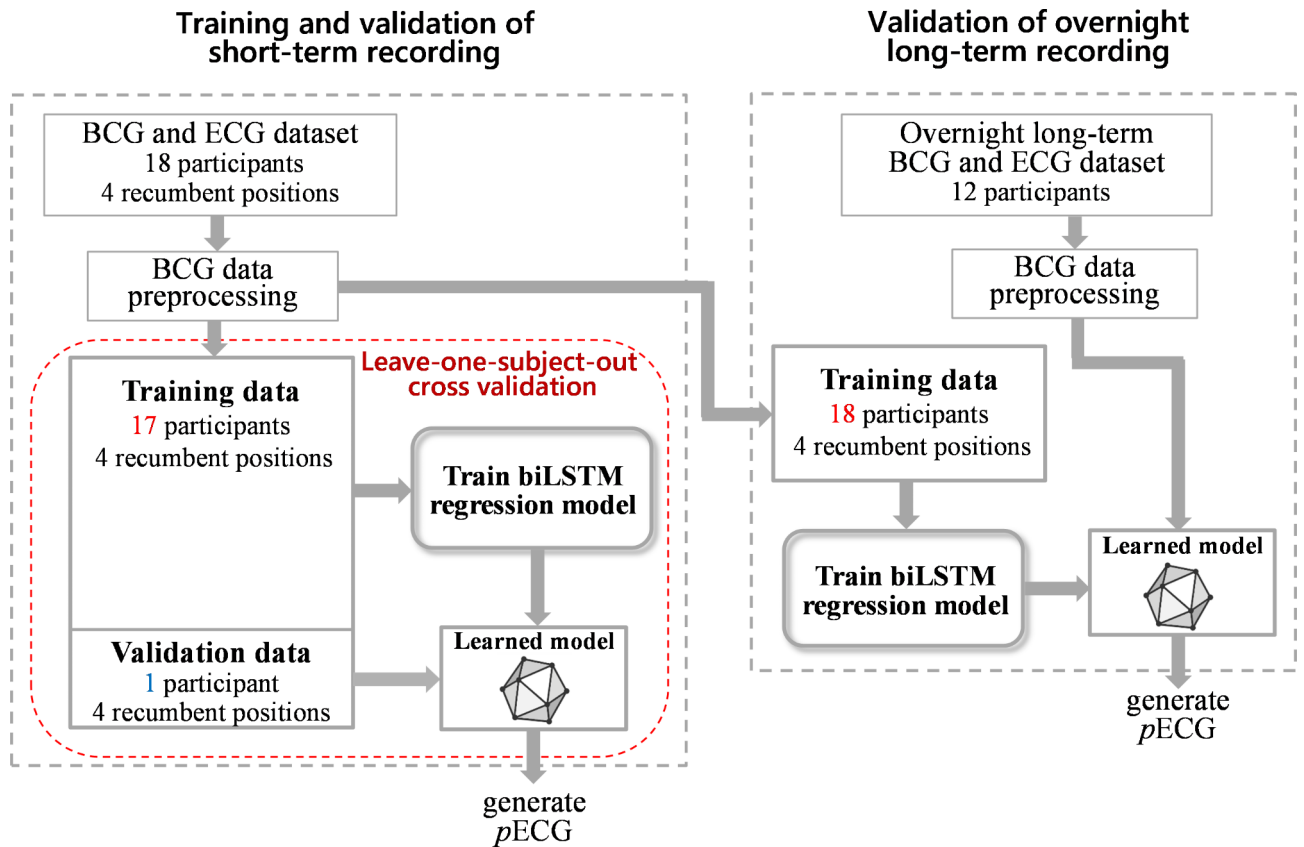 Training and validation of
short-term recording
BCG and ECG dataset
18 participants
4 recumbent positions
BCG data
preprocessing
Leave-one-subject-out
cross validation
Training data
17 participants
4 recumbent positions
Train biLSTM
regression model
Validation data
1 participant
4 recumbent positions
Learned model
generate
pECG
Validation of overnight
long-term recording
Overnight long-term
BCG and ECG dataset
12 participants
BCG data
preprocessing
Training data
18 participants
4 recumbent positions
Train biLSTM
regression model
Learned model
generate
pECG